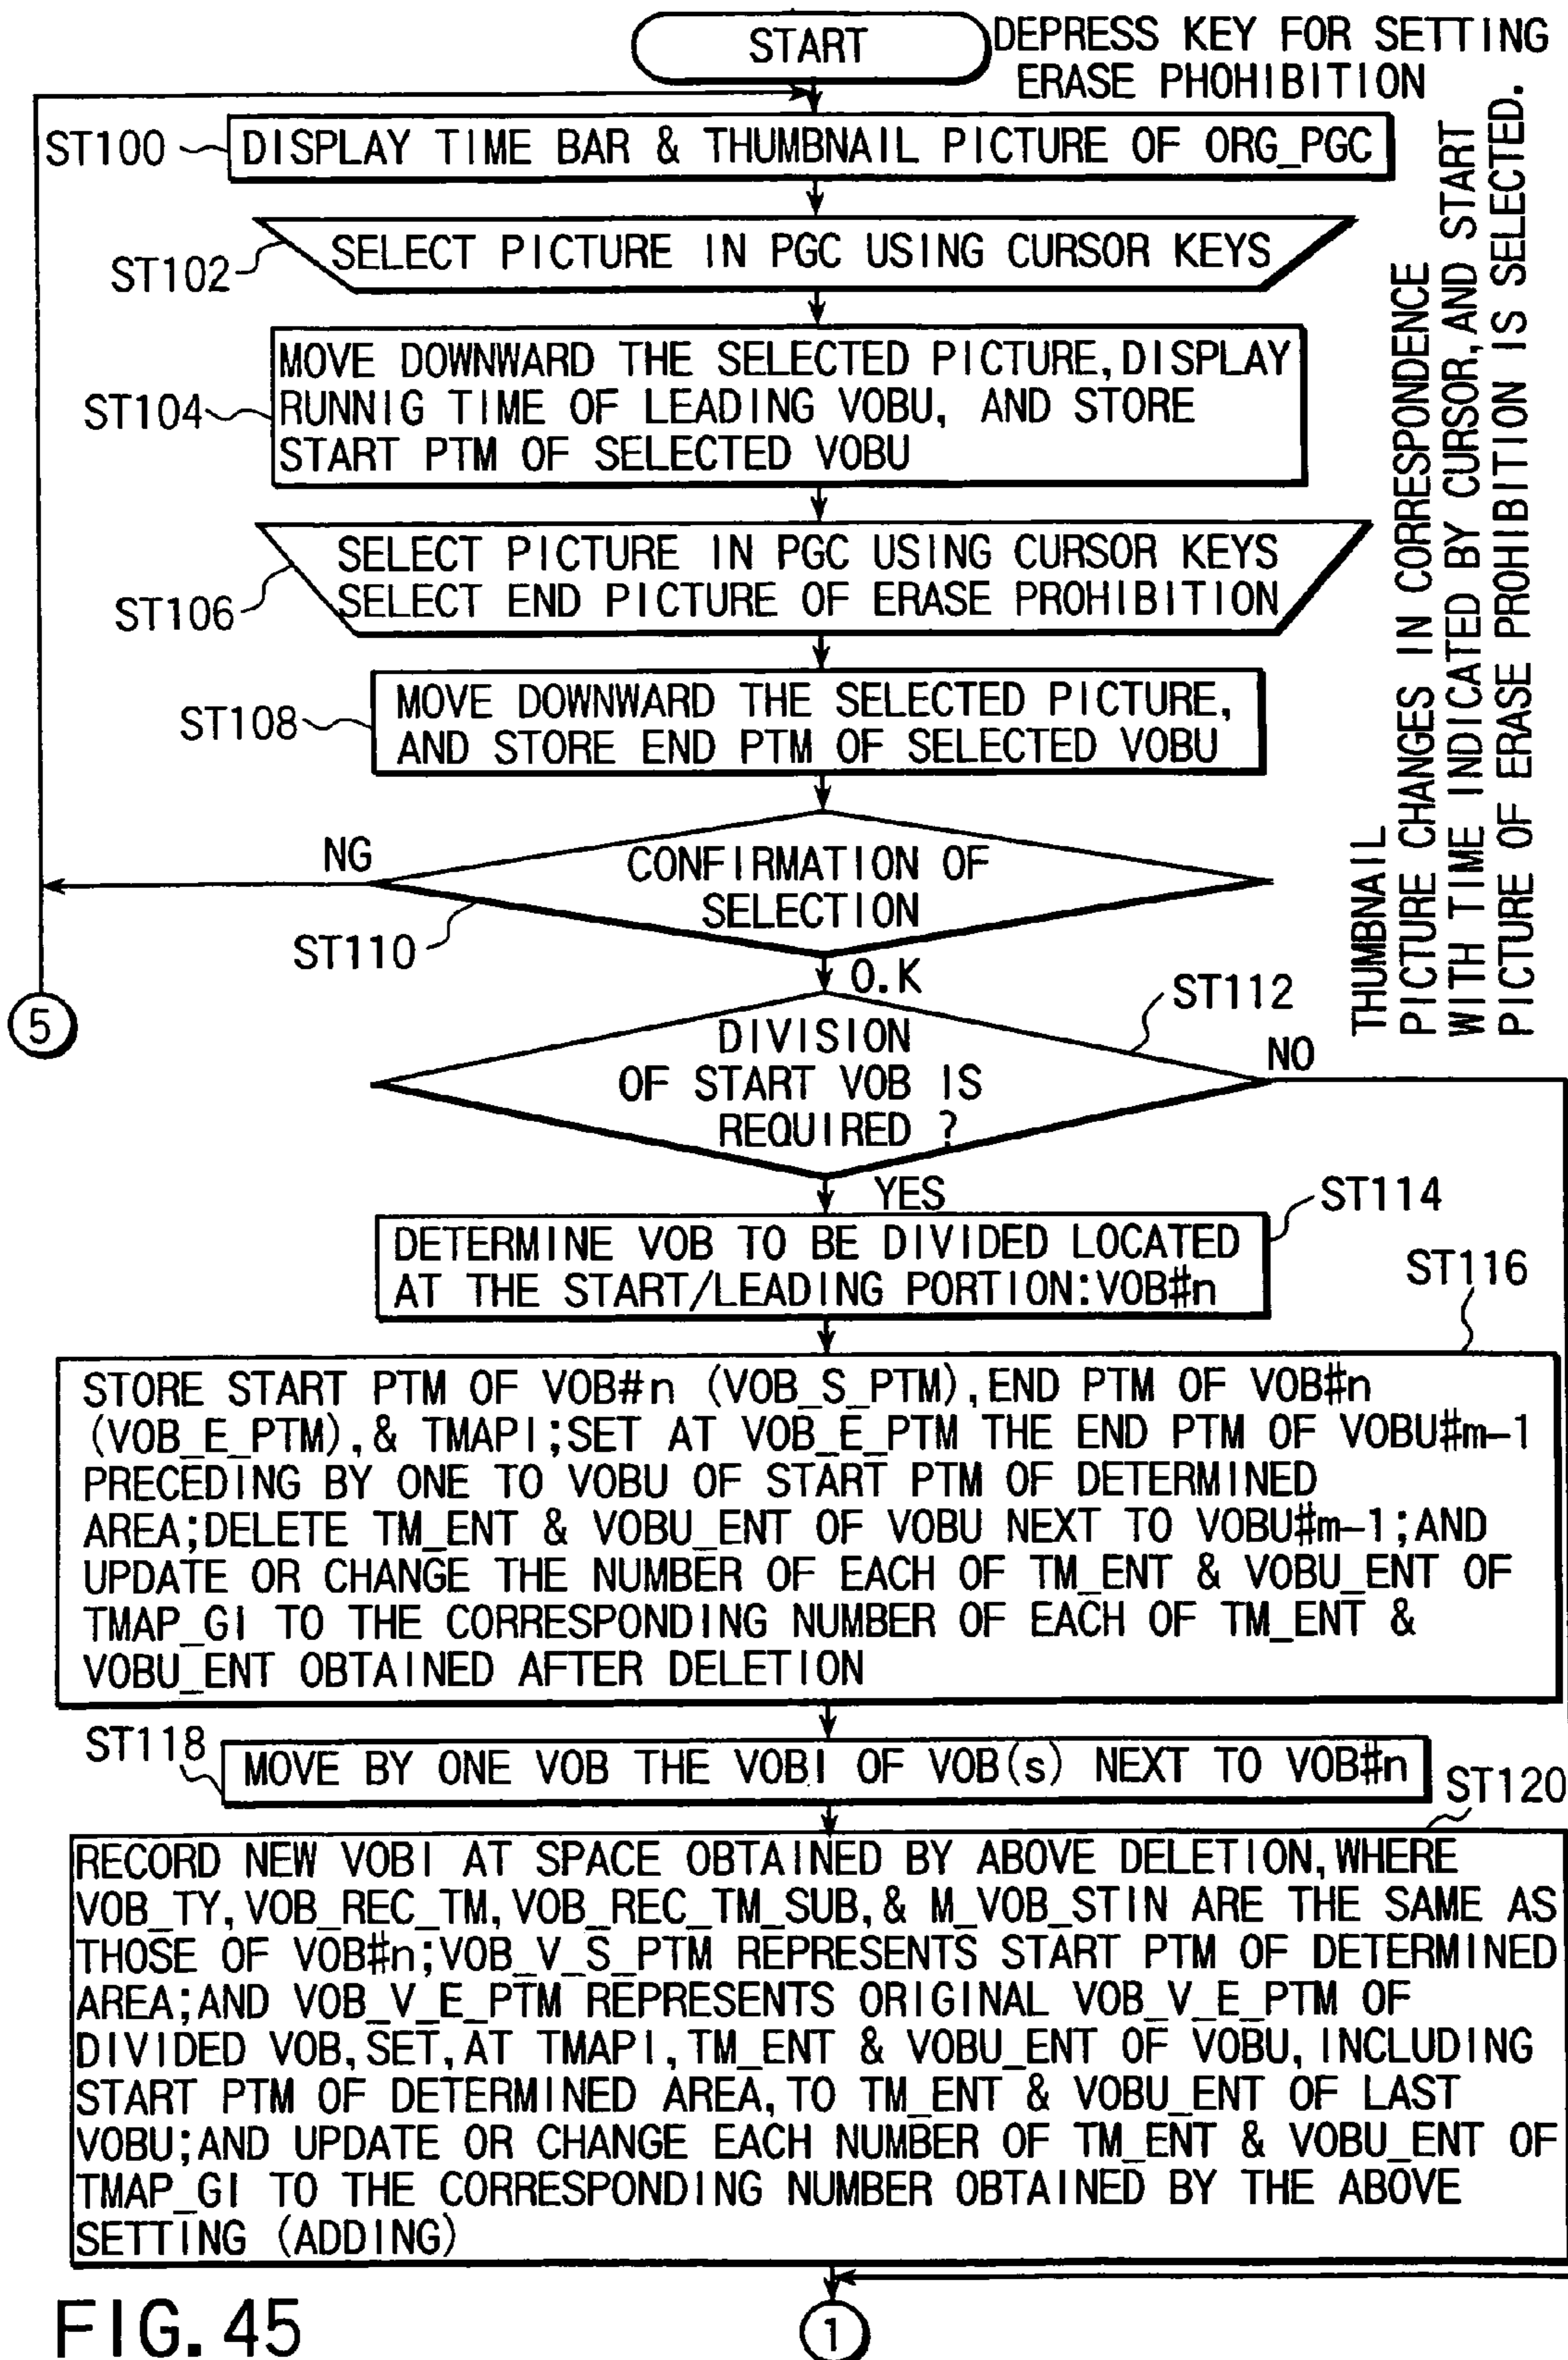 START
DEPRESS KEY FOR SETTING
ERASE PHOHIBITION
ST100
DISPLAY TIME BAR & THUMBNAIL PICTURE OF ORG_PGC
ST102
SELECT PICTURE IN PGC USING CURSOR KEYS
ST104
MOVE DOWNWARD THE SELECTED PICTURE, DISPLAY
RUNNIG TIME OF LEADING VOBU, AND STORE
START PTM OF SELECTED VOBU
ST106
SELECT PICTURE IN PGC USING CURSOR KEYS
SELECT END PICTURE OF ERASE PROHIBITION
THUMBNAIL
PICTURE CHANGES IN CORRESPONDENCE
WITH TIME INDICATED BY CURSOR, AND START
PICTURE OF ERASE PROHIBITION IS SELECTED.
ST108
MOVE DOWNWARD THE SELECTED PICTURE,
AND STORE END PTM OF SELECTED VOBU
NG
CONFIRMATION OF
SELECTION
ST110
O.K
5
ST112
DIVISION
OF START VOB IS
REQUIRED ?
NO
YES
ST114
DETERMINE VOB TO BE DIVIDED LOCATED
AT THE START/LEADING PORTION:VOB#n
ST116
STORE START PTM OF VOB#n (VOB_S_PTM), END PTM OF VOB#n
(VOB_E_PTM), & TMAPI;SET AT VOB_E_PTM THE END PTM OF VOBU#m-1
PRECEDING BY ONE TO VOBU OF START PTM OF DETERMINED
AREA;DELETE TM_ENT & VOBU_ENT OF VOBU NEXT TO VOBU#m-1;AND
UPDATE OR CHANGE THE NUMBER OF EACH OF TM_ENT & VOBU_ENT OF
TMAP_GI TO THE CORRESPONDING NUMBER OF EACH OF TM_ENT &
VOBU_ENT OBTAINED AFTER DELETION
ST118
MOVE BY ONE VOB THE VOBI OF VOB(s) NEXT TO VOB#n
ST120
RECORD NEW VOBI AT SPACE OBTAINED BY ABOVE DELETION, WHERE
VOB_TY, VOB_REC_TM, VOB_REC_TM_SUB, & M_VOB_STIN ARE THE SAME AS
THOSE OF VOB#n;VOB_V_S_PTM REPRESENTS START PTM OF DETERMINED
AREA;AND VOB_V_E_PTM REPRESENTS ORIGINAL VOB_V_E_PTM OF
DIVIDED VOB, SET, AT TMAPI, TM_ENT & VOBU_ENT OF VOBU, INCLUDING
START PTM OF DETERMINED AREA, TO TM_ENT & VOBU_ENT OF LAST
VOBU;AND UPDATE OR CHANGE EACH NUMBER OF TM_ENT & VOBU_ENT OF
TMAP_GI TO THE CORRESPONDING NUMBER OBTAINED BY THE ABOVE
SETTING (ADDING)
1
FIG. 45